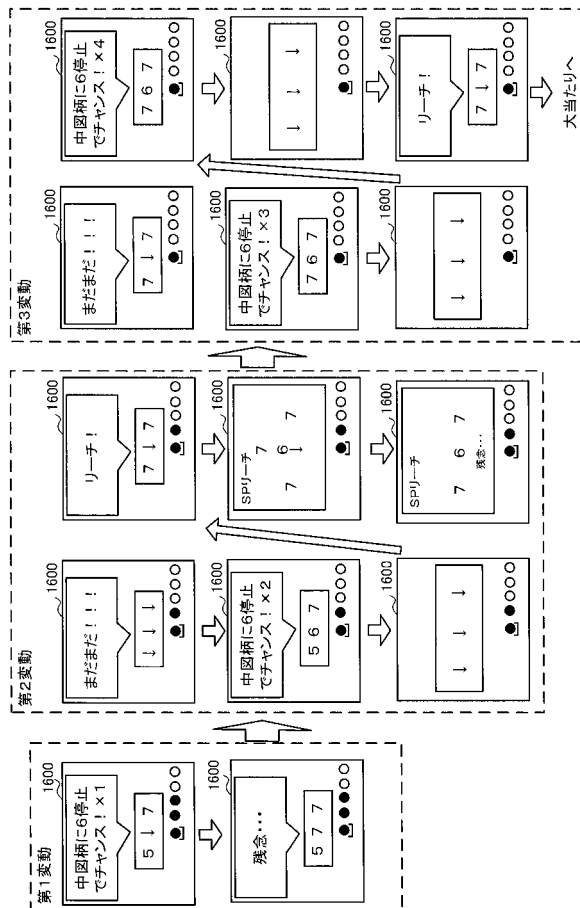 第1変動
1600
中図柄に6停止
でチャンス!×1
5 ↓ 7
1600
残念・・・
5 7 7
第2変動
1600
まだまだ!!!
↓ ↓ ↓
1600
中図柄に6停止
でチャンス!×2
5 6 7
1600
↓ ↓ ↓
1600
リーチ!
7 ↓ 7
1600
SPリーチ
7
7 6 7
↓
1600
SPリーチ
7 6 7
残念・・・
第3変動
1600
まだまだ!!!
7 ↓ 7
1600
中図柄に6停止
でチャンス!×3
7 6 7
1600
↓ ↓ ↓
1600
中図柄に6停止
でチャンス!×4
7 6 7
1600
↓ ↓ ↓
1600
リーチ!
7 ↓ 7
大当たりへ